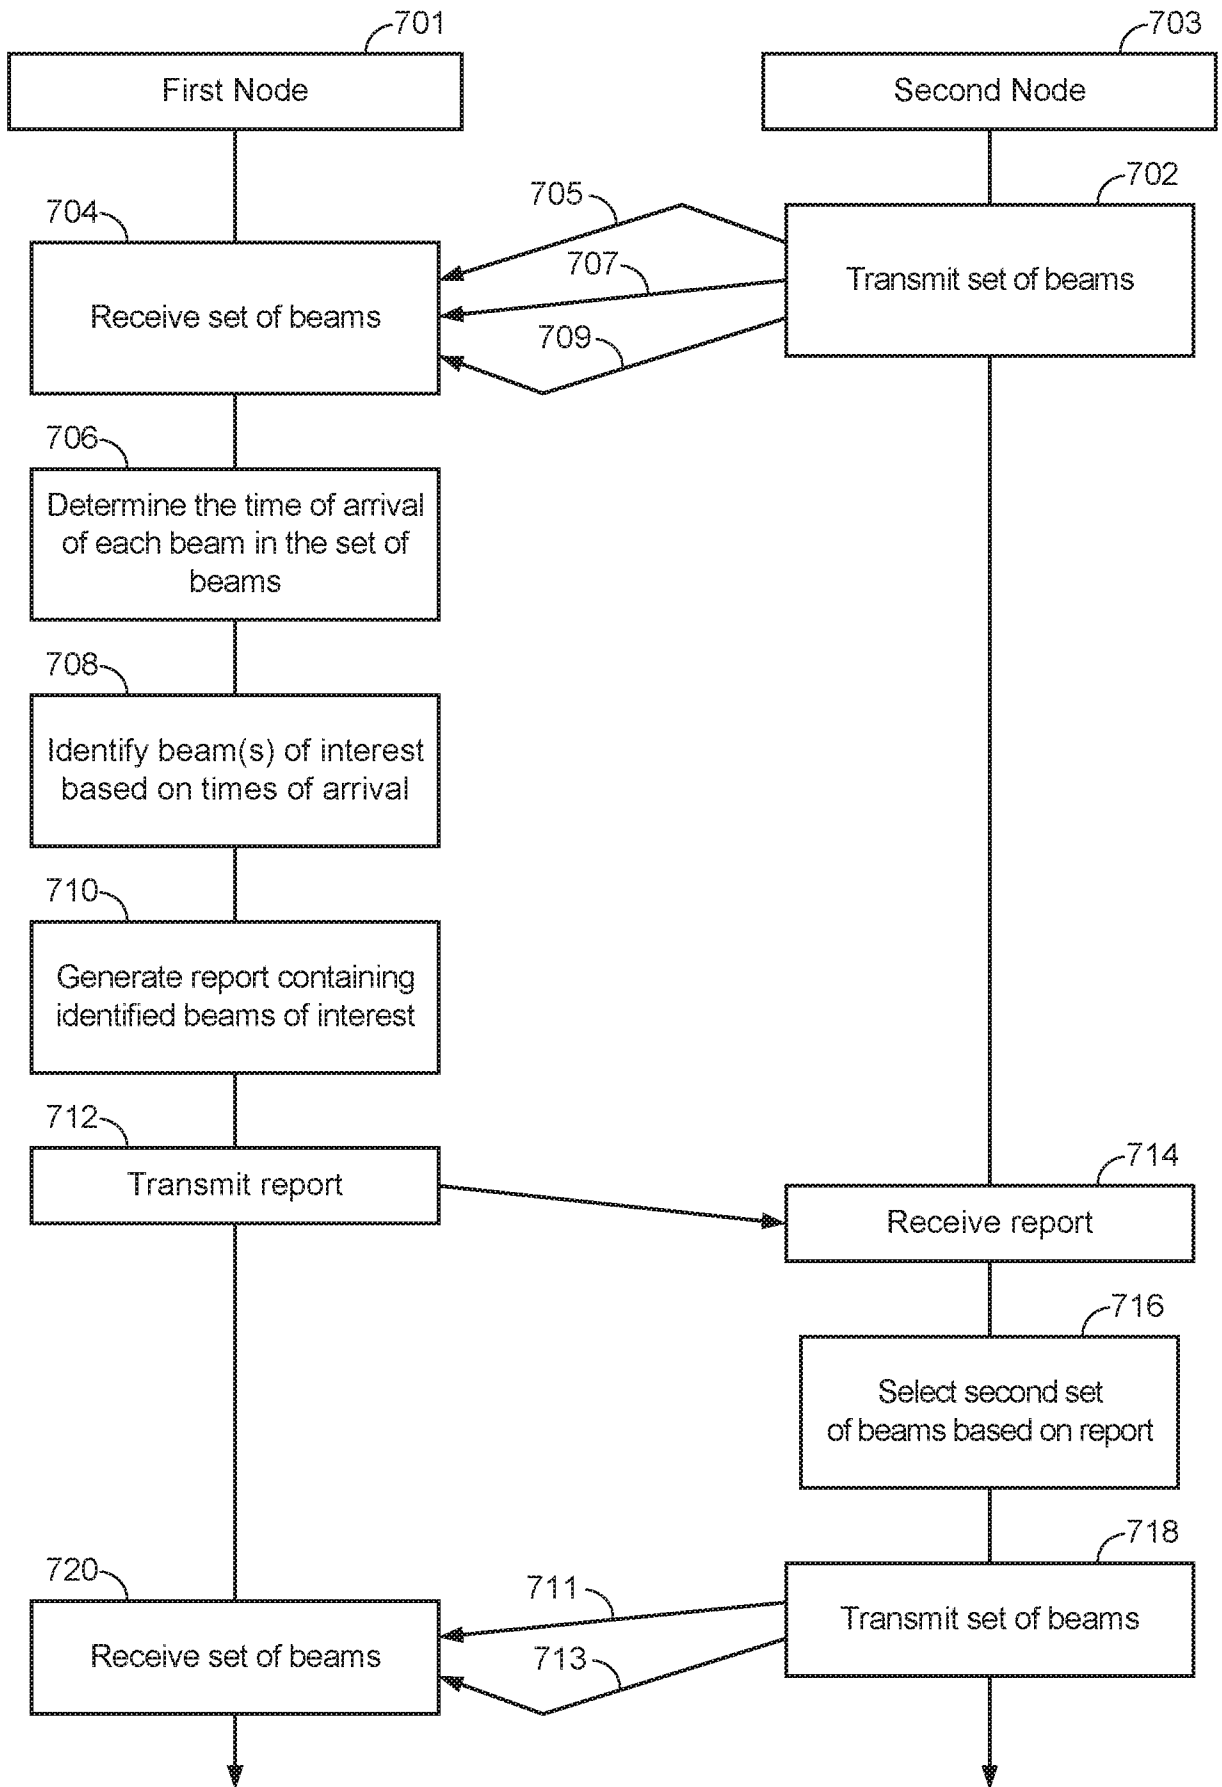 701
703
First Node
Second Node
702
705
704
707
Transmit set of beams
Receive set of beams
709
706
Determine the time of arrival
of each beam in the set of
beams
708
Identify beam(s) of interest
based on times of arrival
710
Generate report containing
identified beams of interest
712
714
Transmit report
Receive report
716
Select second set
of beams based on report
718
720
711
Transmit set of beams
Receive set of beams
713